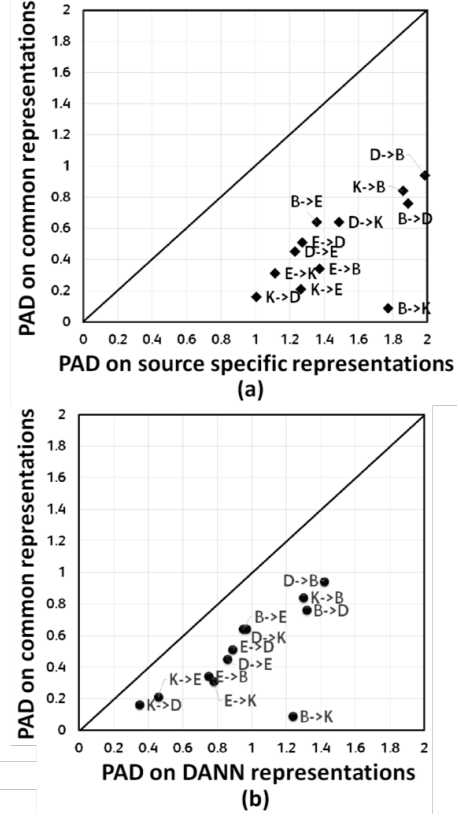 PAD on common representations
2
1.8
1.6
1.4
1.2
1
0.8
0.6
0.4
0.2
0
D->B
K->B
B->D
B->E
D->K
E->D
D->E
E->K
E->B
K->D
K->E
B->K
0 0.2 0.4 0.6 0.8 1 1.2 1.4 1.6 1.8 2
PAD on source specific representations
(a)
PAD on common representations
2
1.8
1.6
1.4
1.2
1
0.8
0.6
0.4
0.2
0
D->B
K->B
B->D
B->E
D->K
E->D
D->E
K->E
E->B
E->K
K->D
B->K
0 0.2 0.4 0.6 0.8 1 1.2 1.4 1.6 1.8 2
PAD on DANN representations
(b)